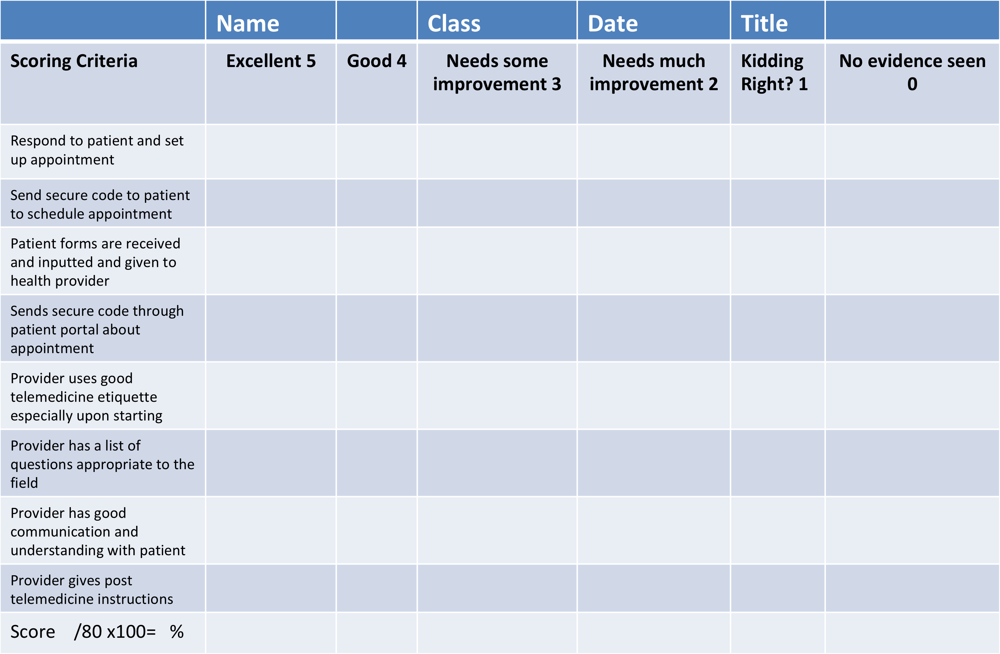 Name Class Date Title
Scoring Criteria Excellent 5 Good 4 Needs some Needs much Kidding No evidence seen
improvement 3 improvement 2 Right? 1 0
Respond to patient and set
up appointment
Send secure code to patient
to schedule appointment
Patient forms are received
and inputted and given to
health provider
Sends secure code through
patient portal about
appointment
Provider uses good
telemedicine etiquette
especially upon starting
Provider has a list of
questions appropriate to the
field
Provider has good
communication and
understanding with patient
Provider gives post
telemedicine instructions
Score /80 x100= %